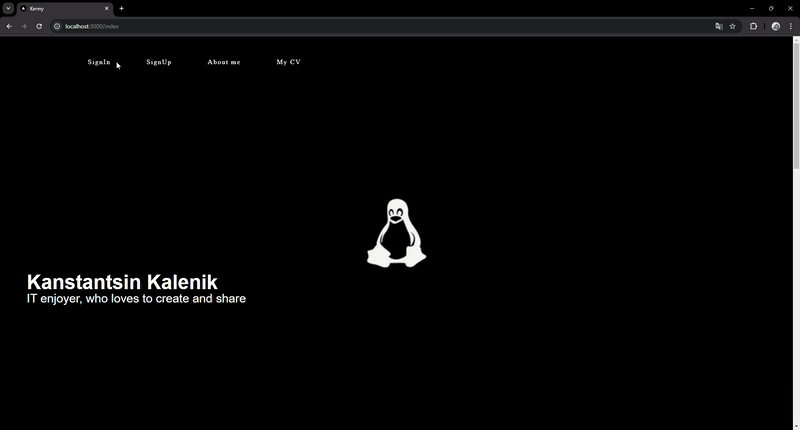 Kenny
localhost:3000/index
SignIn SignUp About me My CV
Kanstantsin Kalenik
IT enjoyer, who loves to create and share